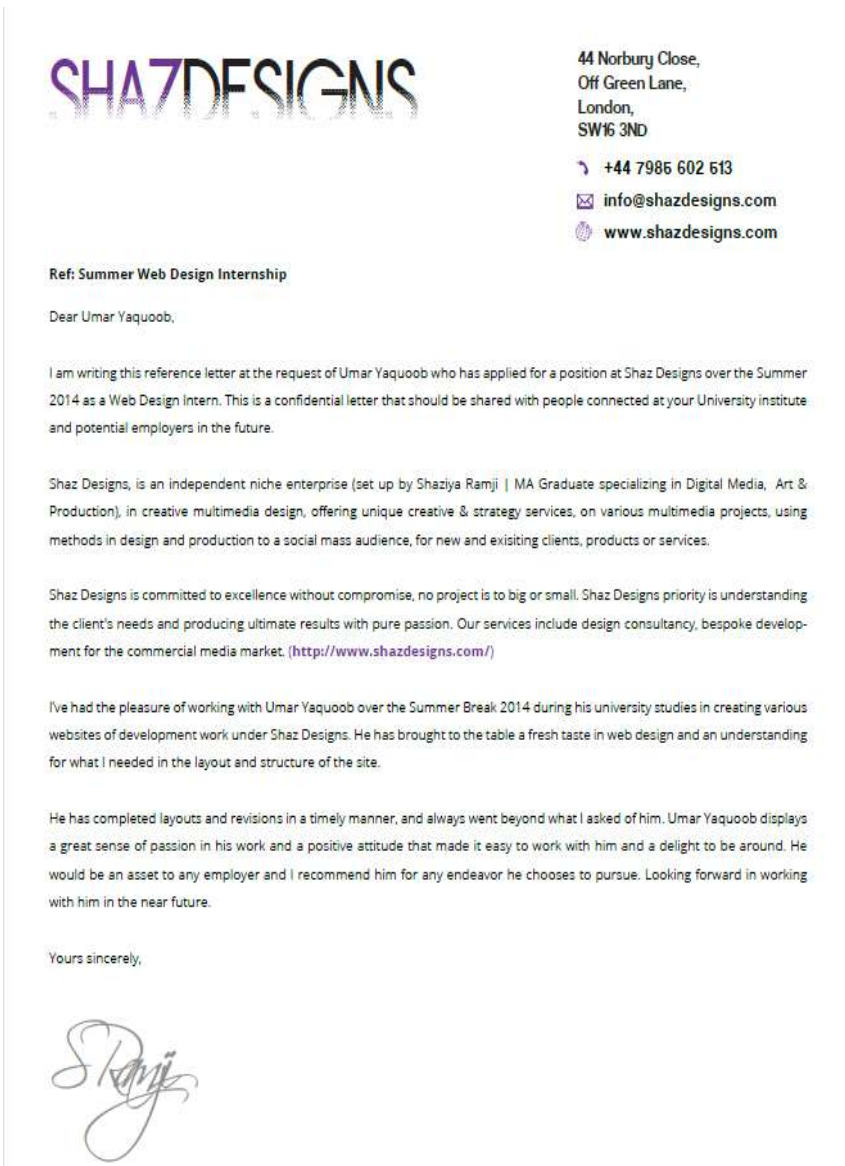 SHAZDESIGNS
44 Norbury Close,
Off Green Lane,
London,
SW16 3ND
+44 7985 602 513
info@shazdesigns.com
www.shazdesigns.com
Ref: Summer Web Design Internship
Dear Umar Yaquoob,
I am writing this reference letter at the request of Umar Yaquoob who has applied for a position at Shaz Designs over the Summer
2014 as a Web Design Intern. This is a confidential letter that should be shared with people connected at your University institute
and potential employers in the future.
Shaz Designs, is an independent niche enterprise (set up by Shaziya Ramji | MA Graduate specializing in Digital Media, Art &
Production), in creative multimedia design, offering unique creative & strategy services, on various multimedia projects, using
methods in design and production to a social mass audience, for new and exisiting clients, products or services.
Shaz Designs is committed to excellence without compromise, no project is to big or small. Shaz Designs priority is understanding
the client's needs and producing ultimate results with pure passion. Our services include design consultancy, bespoke develop-
ment for the commercial media market. (http://www.shazdesigns.com/)
I've had the pleasure of working with Umar Yaquoob over the Summer Break 2014 during his university studies in creating various
websites of development work under Shaz Designs. He has brought to the table a fresh taste in web design and an understanding
for what I needed in the layout and structure of the site.
He has completed layouts and revisions in a timely manner, and always went beyond what I asked of him. Umar Yaquoob displays
a great sense of passion in his work and a positive attitude that made it easy to work with him and a delight to be around. He
would be an asset to any employer and I recommend him for any endeavor he chooses to pursue. Looking forward in working
with him in the near future.
Yours sincerely,
S Ramji